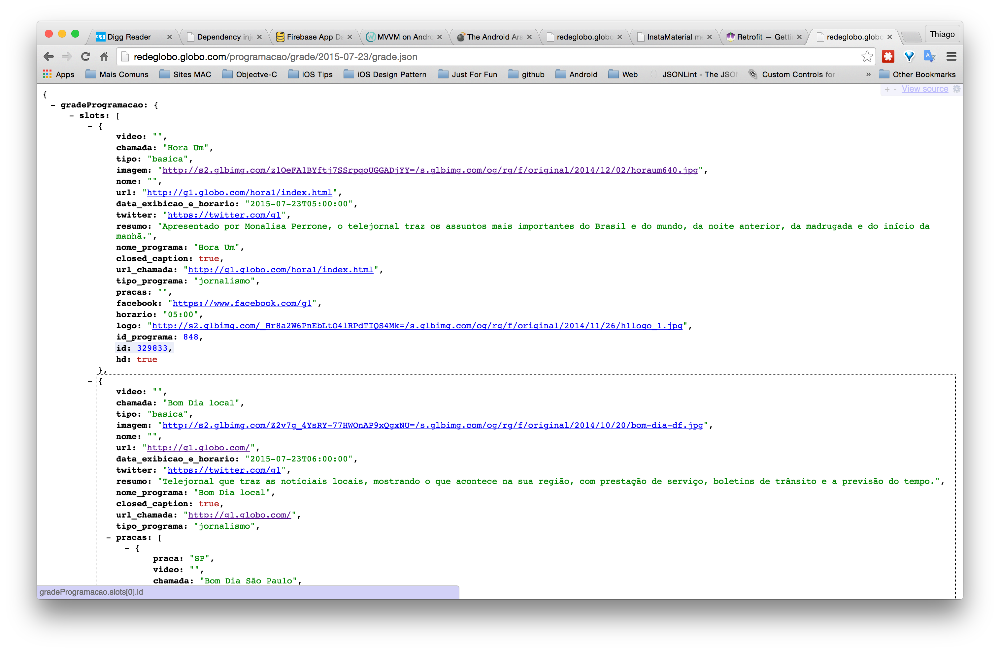 Digg Reader
Dependency inj
Firebase App Da
MVVM on Andro
The Android Ars
redeglobo.globo
InstaMaterial me
Retrofit — Getti
redeglobo.globo
Thiago
redeglobo.globo.com/programacao/grade/2015-07-23/grade.json
Apps Mais Comuns Sites MAC Objectve-C iOS Tips iOS Design Pattern Just For Fun github Android Web JSONLint - The JSON Custom Controls for » Other Bookmarks
+ - View source
{
- gradeProgramacao: {
- slots: [
- {
video: "",
chamada: "Hora Um",
tipo: "basica",
imagem: "http://s2.glbimg.com/z1OeFA1BYftj7SSrpqoUGGADjYY=/s.glbimg.com/og/rg/f/original/2014/12/02/horaum640.jpg",
nome: "",
url: "http://g1.globo.com/hora1/index.html",
data_exibicao_e_horario: "2015-07-23T05:00:00",
twitter: "https://twitter.com/g1",
resumo: "Apresentado por Monalisa Perrone, o telejornal traz os assuntos mais importantes do Brasil e do mundo, da noite anterior, da madrugada e do início da
manhã.",
nome_programa: "Hora Um",
closed_caption: true,
url_chamada: "http://g1.globo.com/hora1/index.html",
tipo_programa: "jornalismo",
pracas: "",
facebook: "https://www.facebook.com/g1",
horario: "05:00",
logo: "http://s2.glbimg.com/_Hr8a2W6PnEbLtO4lRPdTIQS4Mk=/s.glbimg.com/og/rg/f/original/2014/11/26/h1logo_1.jpg",
id_programa: 848,
id: 329833,
hd: true
},
- {
video: "",
chamada: "Bom Dia local",
tipo: "basica",
imagem: "http://s2.glbimg.com/Z2v7g_4YsRY-77HWOnAP9xQgxNU=/s.glbimg.com/og/rg/f/original/2014/10/20/bom-dia-df.jpg",
nome: "",
url: "http://g1.globo.com/",
data_exibicao_e_horario: "2015-07-23T06:00:00",
twitter: "https://twitter.com/g1",
resumo: "Telejornal que traz as notíciais locais, mostrando o que acontece na sua região, com prestação de serviço, boletins de trânsito e a previsão do tempo.",
nome_programa: "Bom Dia local",
closed_caption: true,
url_chamada: "http://g1.globo.com/",
tipo_programa: "jornalismo",
- pracas: [
- {
praca: "SP",
video: "",
chamada: "Bom Dia São Paulo",
gradeProgramacao.slots[0].id